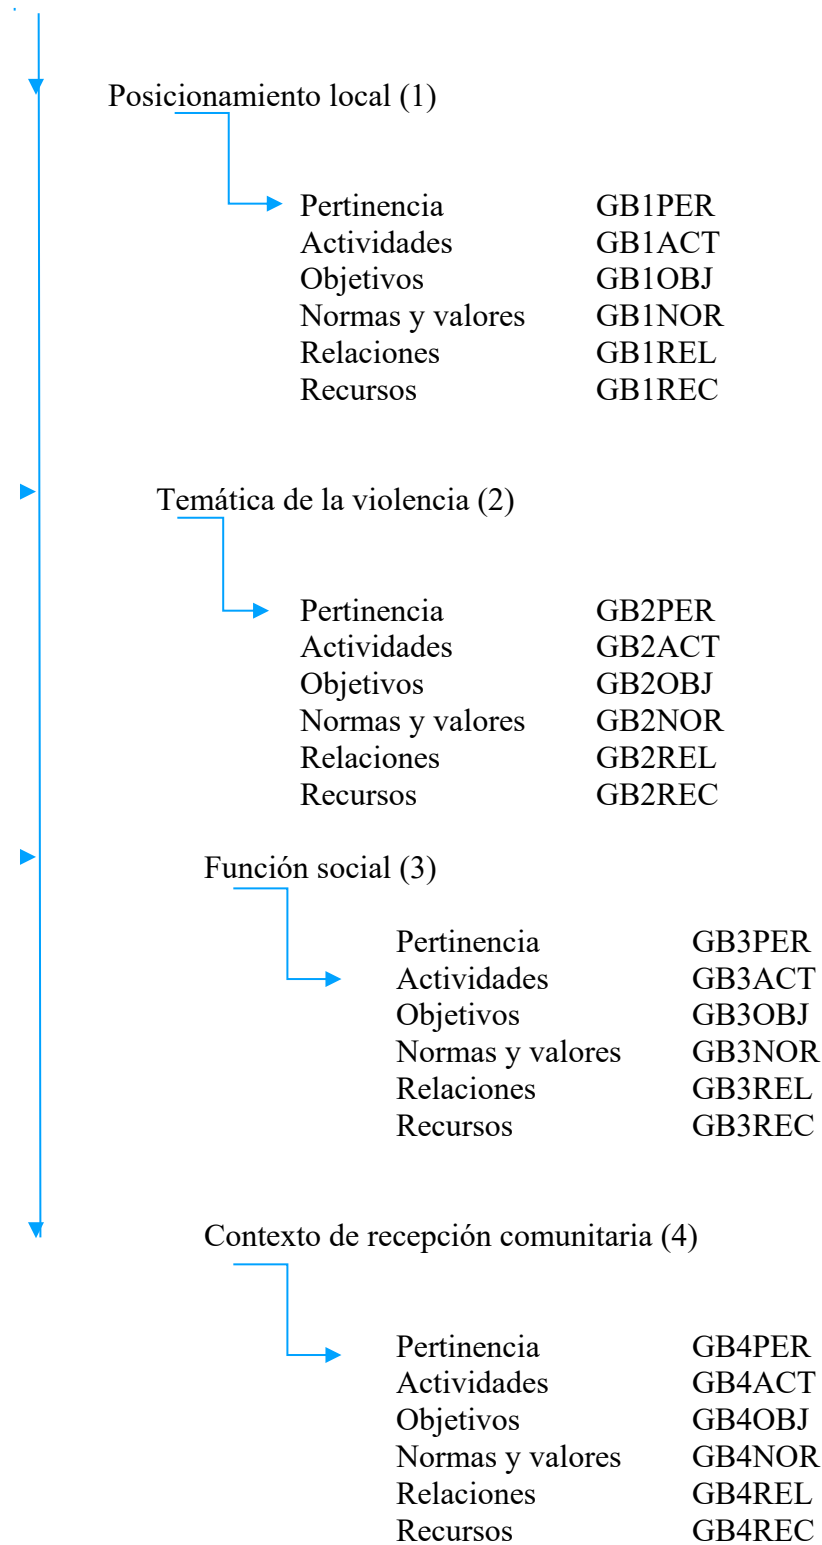 Posicionamiento local (1)
Pertinencia GB1PER
Actividades GB1ACT
Objetivos GB1OBJ
Normas y valores GB1NOR
Relaciones GB1REL
Recursos GB1REC
Temática de la violencia (2)
Pertinencia GB2PER
Actividades GB2ACT
Objetivos GB2OBJ
Normas y valores GB2NOR
Relaciones GB2REL
Recursos GB2REC
Función social (3)
Pertinencia GB3PER
Actividades GB3ACT
Objetivos GB3OBJ
Normas y valores GB3NOR
Relaciones GB3REL
Recursos GB3REC
Contexto de recepción comunitaria (4)
Pertinencia GB4PER
Actividades GB4ACT
Objetivos GB4OBJ
Normas y valores GB4NOR
Relaciones GB4REL
Recursos GB4REC